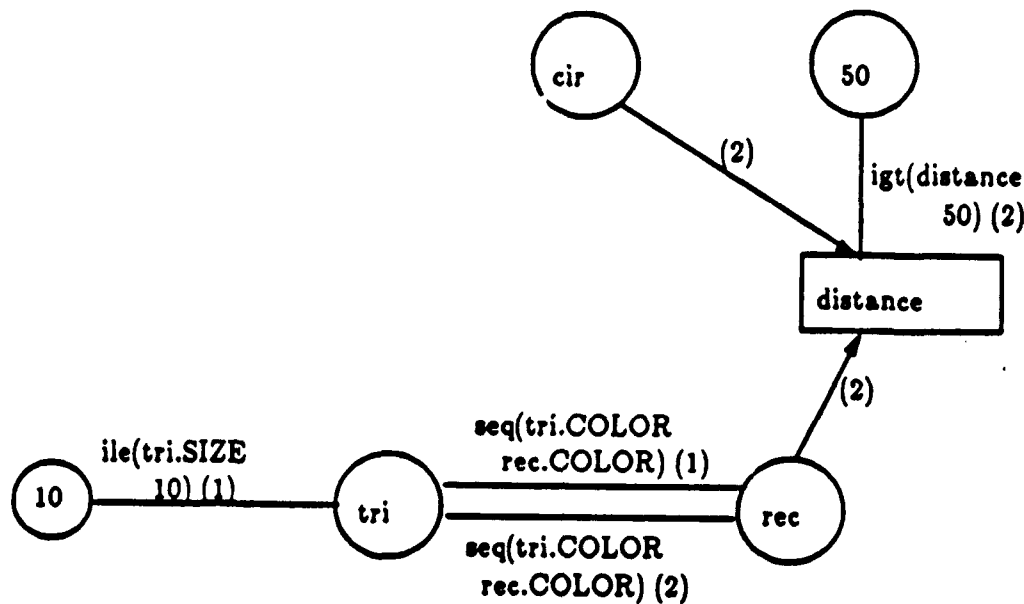 cir
50
(2)
igt(distance
50) (2)
distance
(2)
seq(tri.COLOR
rec.COLOR) (1)
ile(tri.SIZE
10) (1)
10
tri
rec
seq(tri.COLOR
rec.COLOR) (2)